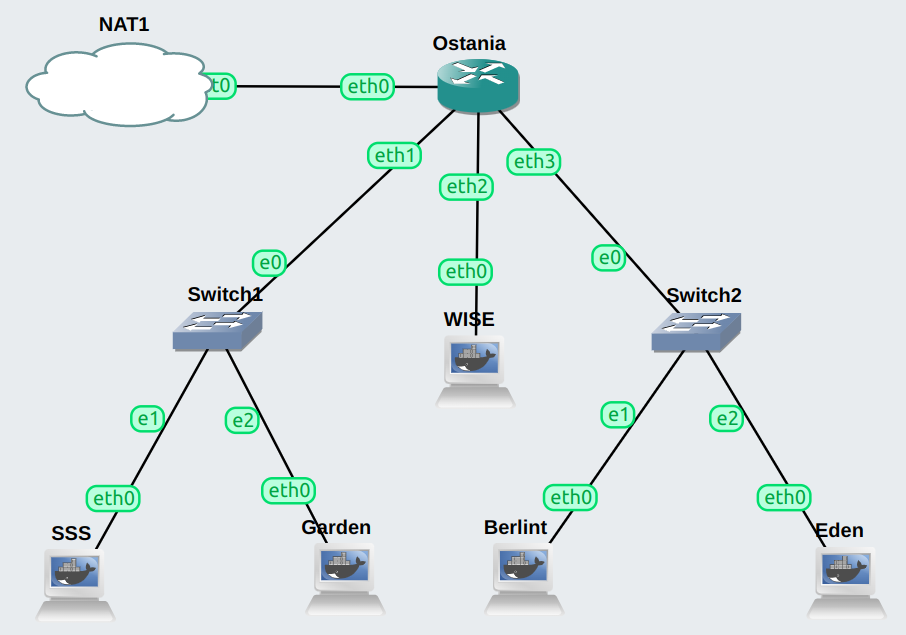 NAT1
Ostania
t0
eth0
eth1
eth3
eth2
e0
e0
eth0
Switch1
Switch2
WISE
e1
e2
e1
e2
eth0
eth0
eth0
eth0
SSS
Garden
Berlint
Eden